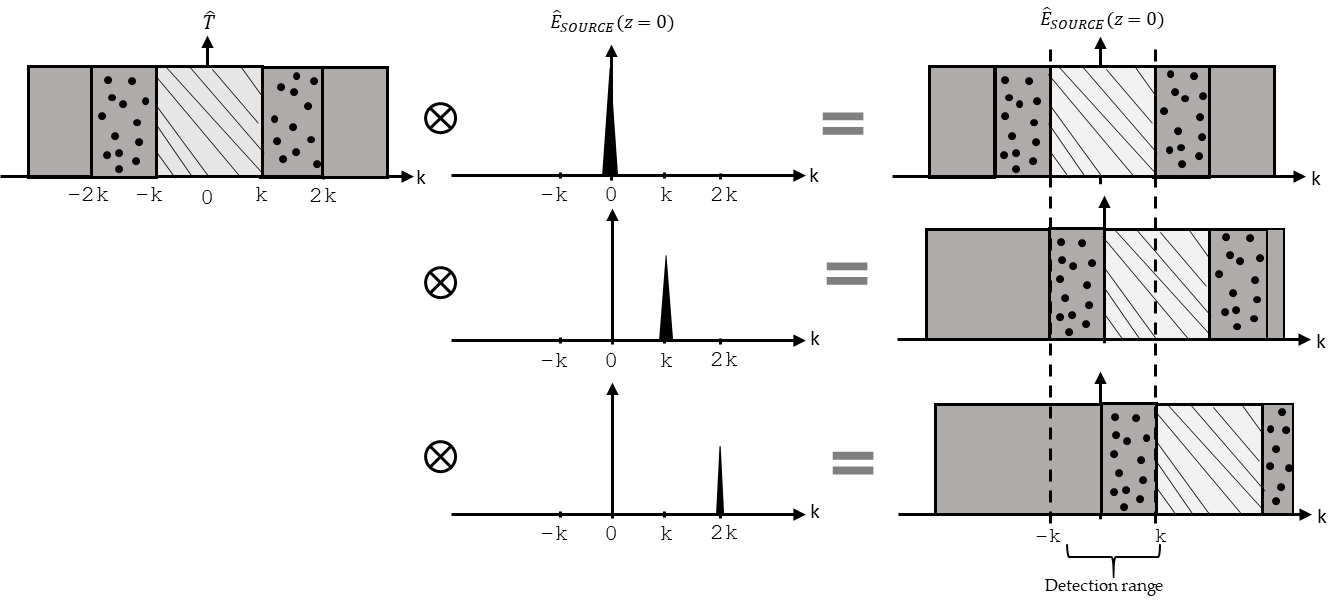 T̂ Ê_SOURCE(z = 0) Ê_SOURCE(z = 0)
⊗ =
k k k
−2k −k 0 k 2k −k 0 k 2k
⊗ =
k k
−k 0 k 2k
⊗ =
k k
−k 0 k 2k −k k
Detection range